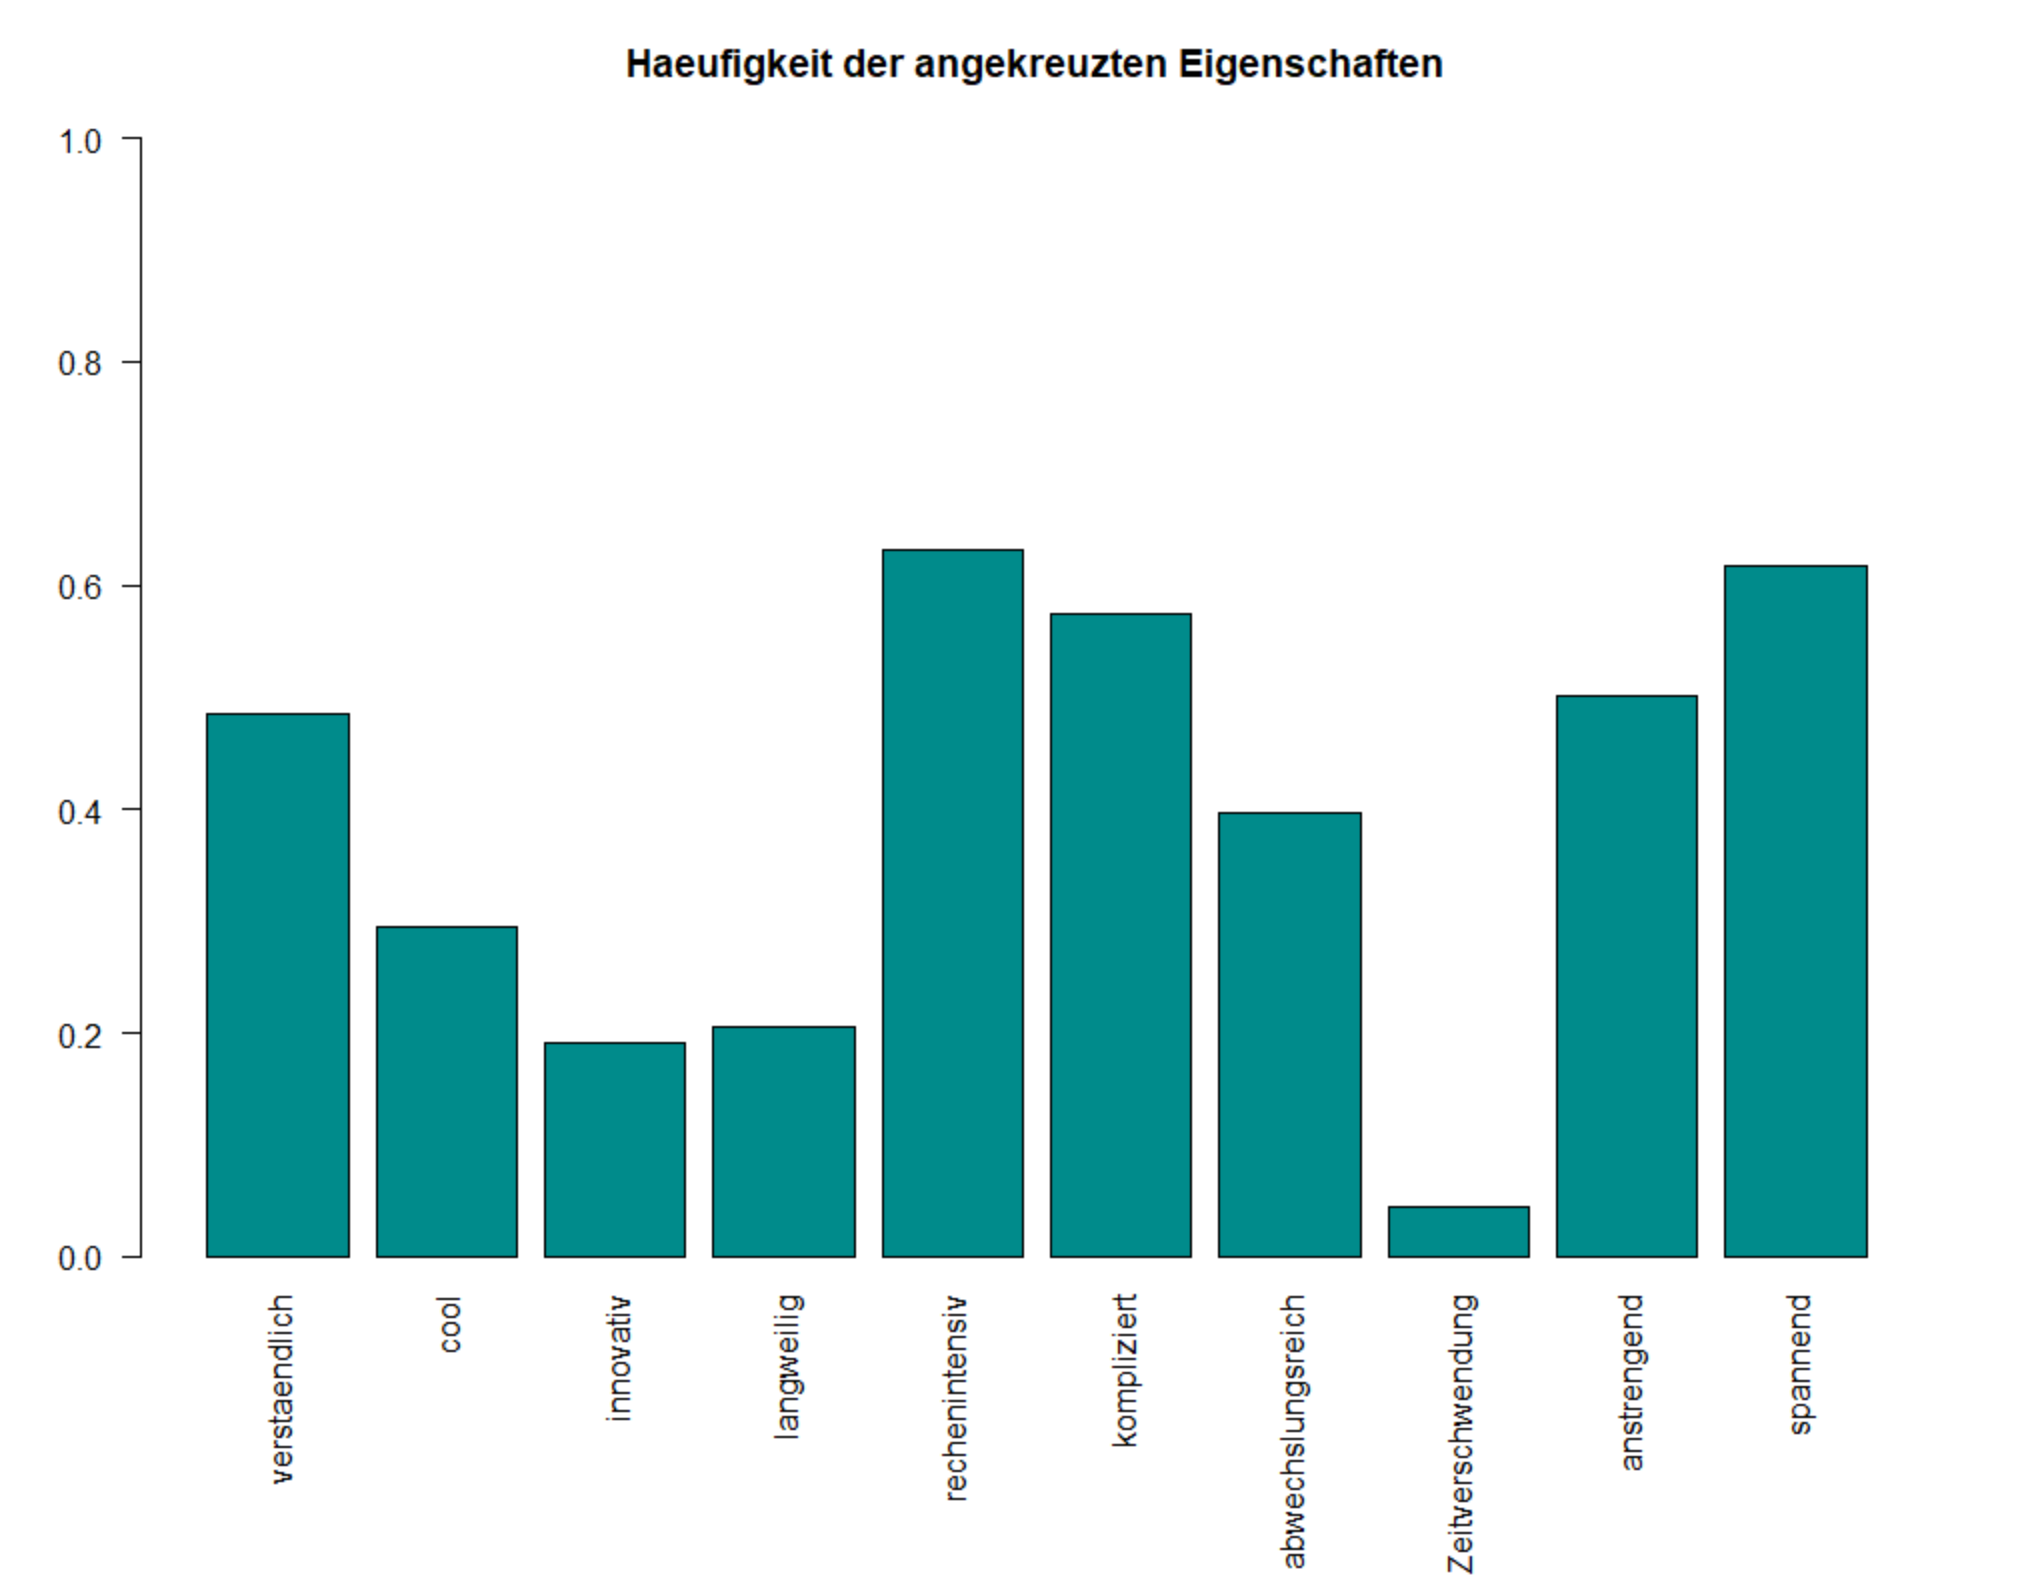 Haeufigkeit der angekreuzten Eigenschaften
1.0
0.8
0.6
0.4
0.2
0.0
verstaendlich
cool
innovativ
langweilig
rechenintensiv
kompliziert
abwechslungsreich
Zeitverschwendung
anstrengend
spannend